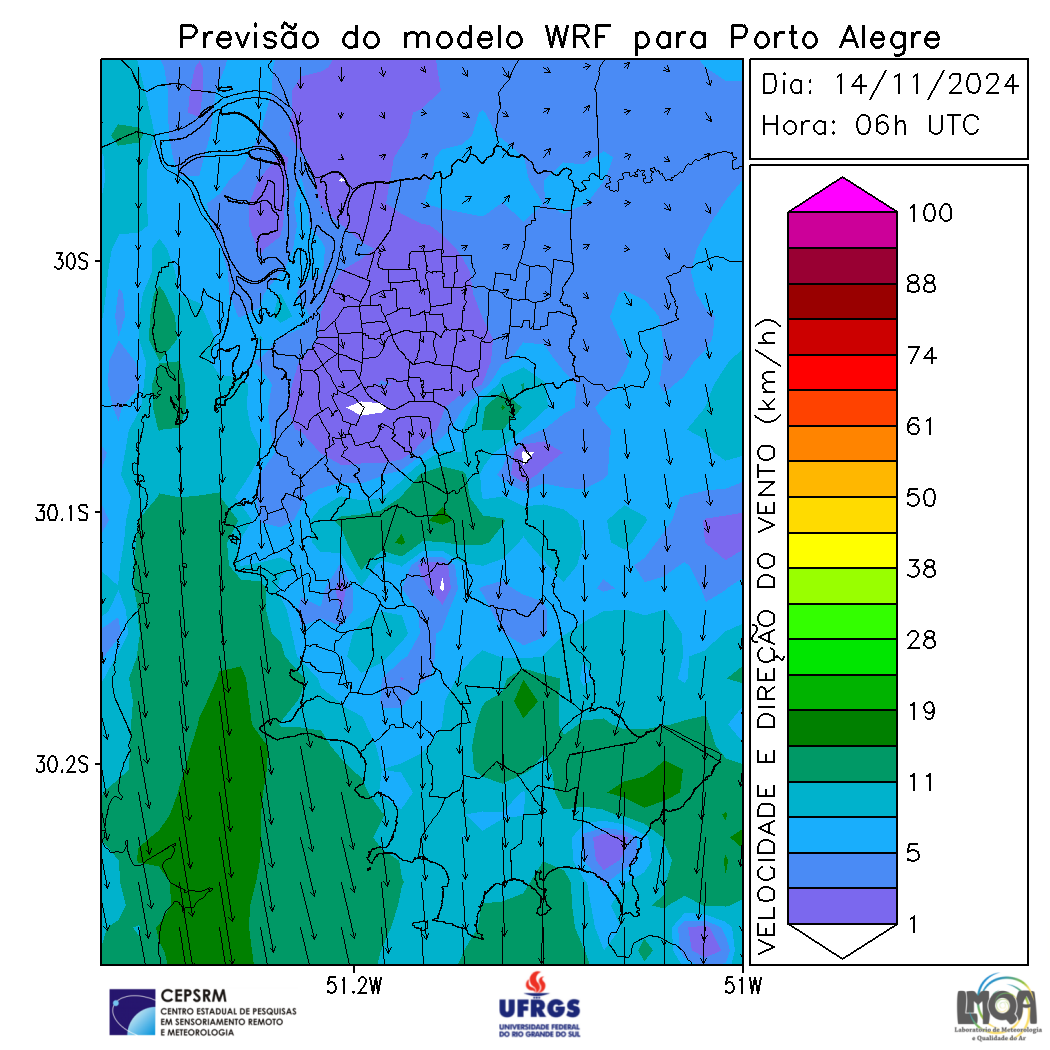 Previsão do modelo WRF para Porto Alegre
Dia: 14/11/2024
Hora: 06h UTC
30S
30.1S
30.2S
51.2W
51W
VELOCIDADE E DIREÇÃO DO VENTO (km/h)
100
88
74
61
50
38
28
19
11
5
1
CEPSRM
CENTRO ESTADUAL DE PESQUISAS
EM SENSORIAMENTO REMOTO
E METEOROLOGIA
UFRGS
UNIVERSIDADE FEDERAL
DO RIO GRANDE DO SUL
LMQA
Laboratório de Meteorologia
e Qualidade do Ar